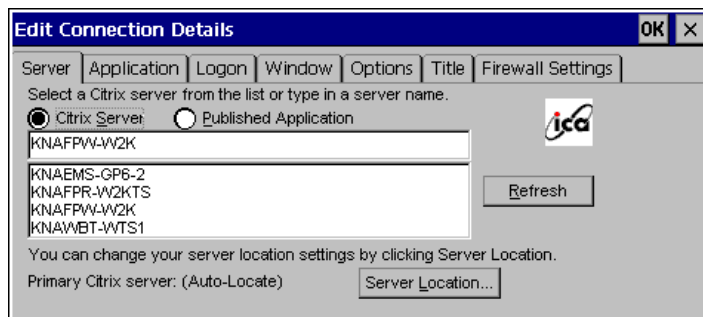 Edit Connection Details OK ×
Server Application Logon Window Options Title Firewall Settings
Select a Citrix server from the list or type in a server name.
Citrix Server Published Application
ica
KNAFPW-W2K
KNAEMS-GP6-2
KNAFPR-W2KTS
KNAFPW-W2K
KNAWBT-WTS1
Refresh
You can change your server location settings by clicking Server Location.
Primary Citrix server: (Auto-Locate) Server Location...